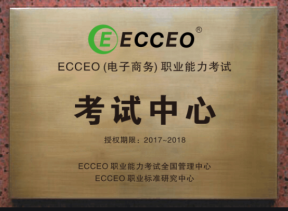 ECCEO®
ECCEO(电子商务)职业能力考试
考试中心
授权期限：2017-2018
ECCEO 职业能力考试全国管理中心
ECCEO 职业标准研究中心